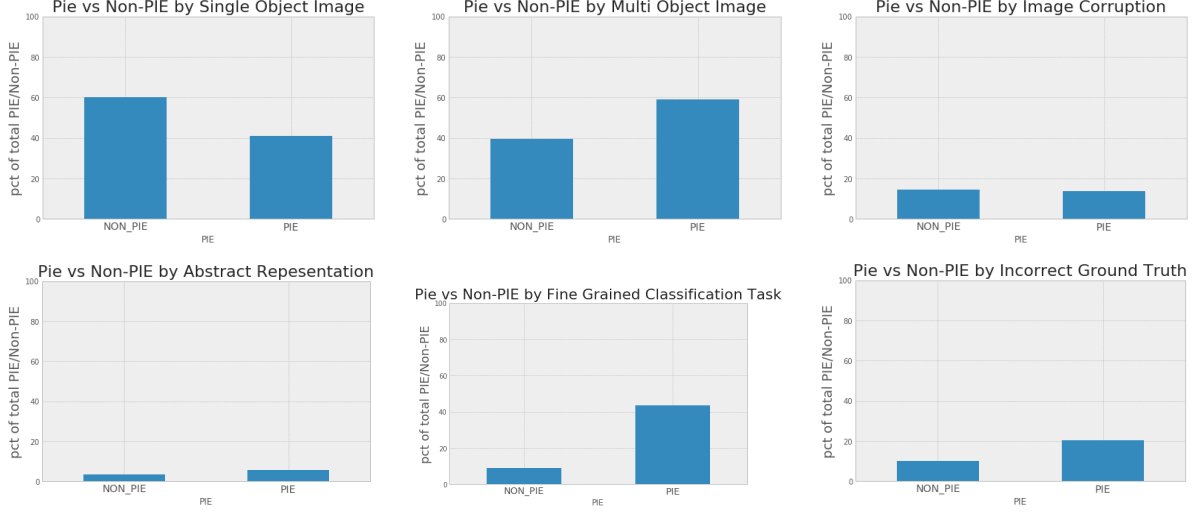 Pie vs Non-PIE by Single Object Image
pct of total PIE/Non-PIE
100
80
60
40
20
0
NON_PIE PIE
PIE
Pie vs Non-PIE by Multi Object Image
pct of total PIE/Non-PIE
100
80
60
40
20
0
NON_PIE PIE
PIE
Pie vs Non-PIE by Image Corruption
pct of total PIE/Non-PIE
100
80
60
40
20
0
NON_PIE PIE
PIE
Pie vs Non-PIE by Abstract Repesentation
pct of total PIE/Non-PIE
100
80
60
40
20
0
NON_PIE PIE
PIE
Pie vs Non-PIE by Fine Grained Classification Task
pct of total PIE/Non-PIE
100
80
60
40
20
0
NON_PIE PIE
PIE
Pie vs Non-PIE by Incorrect Ground Truth
pct of total PIE/Non-PIE
100
80
60
40
20
0
NON_PIE PIE
PIE